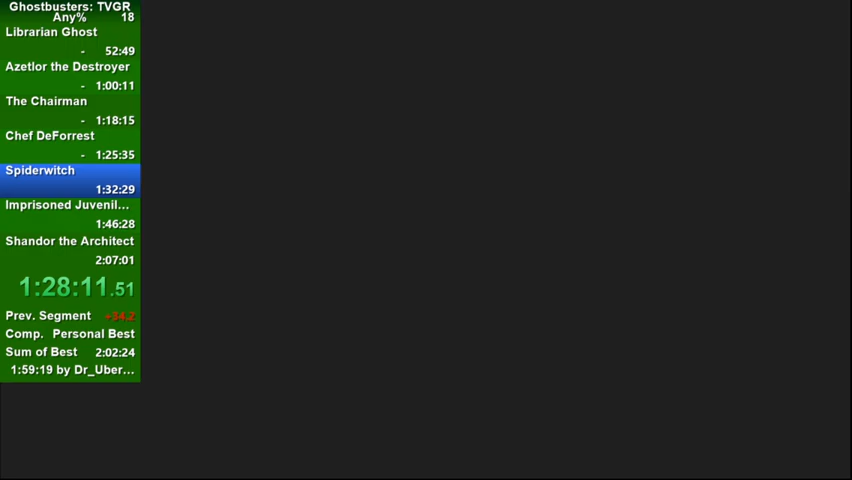 Ghostbusters: TVGR
Any% 18
Librarian Ghost
- 52:49
Azetlor the Destroyer
- 1:00:11
The Chairman
- 1:18:15
Chef DeForrest
- 1:25:35
Spiderwitch
1:32:29
Imprisoned Juvenil...
1:46:28
Shandor the Architect
2:07:01
1:28:11.51
Prev. Segment +34.2
Comp. Personal Best
Sum of Best 2:02:24
1:59:19 by Dr_Uber...